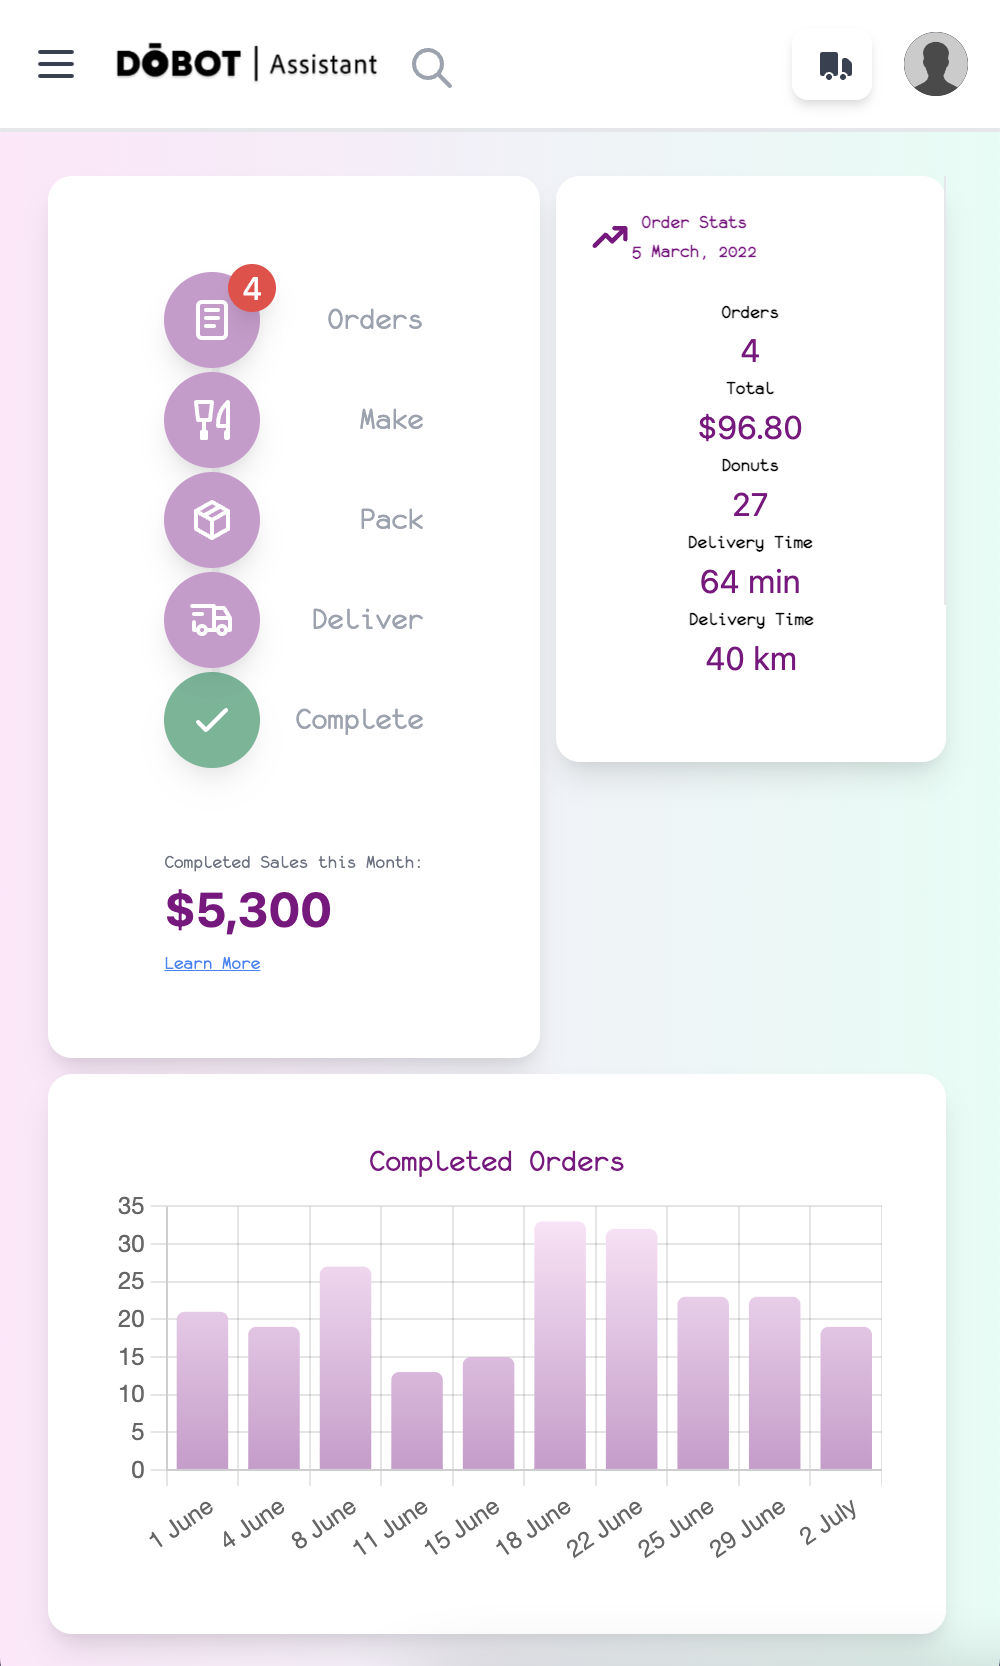 DŌBOT | Assistant
4
Orders
Make
Pack
Deliver
Complete
Completed Sales this Month:
$5,300
Learn More
Order Stats
5 March, 2022
Orders
4
Total
$96.80
Donuts
27
Delivery Time
64 min
Delivery Time
40 km
Completed Orders
35
30
25
20
15
10
5
0
1 June
4 June
8 June
11 June
15 June
18 June
22 June
25 June
29 June
2 July